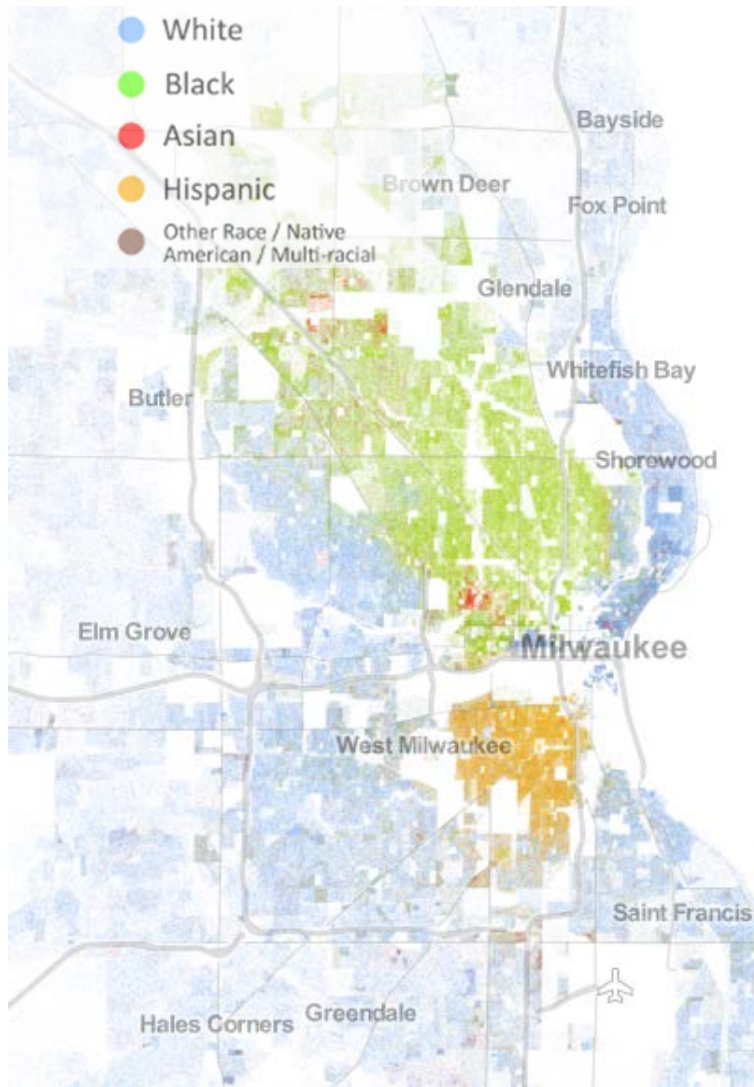 White
Black
Asian
Hispanic
Other Race / Native
American / Multi-racial
Bayside
Brown Deer
Fox Point
Glendale
Whitefish Bay
Butler
Shorewood
Elm Grove
Milwaukee
West Milwaukee
Saint Francis
Greendale
Hales Corners